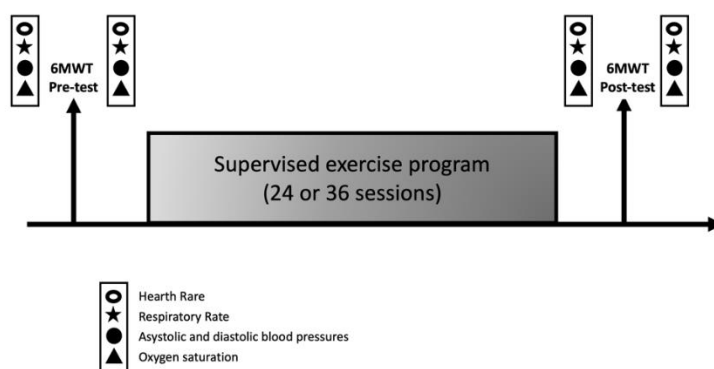 6MWT
Pre-test
6MWT
Post-test
Supervised exercise program
(24 or 36 sessions)
Hearth Rare
Respiratory Rate
Asystolic and diastolic blood pressures
Oxygen saturation